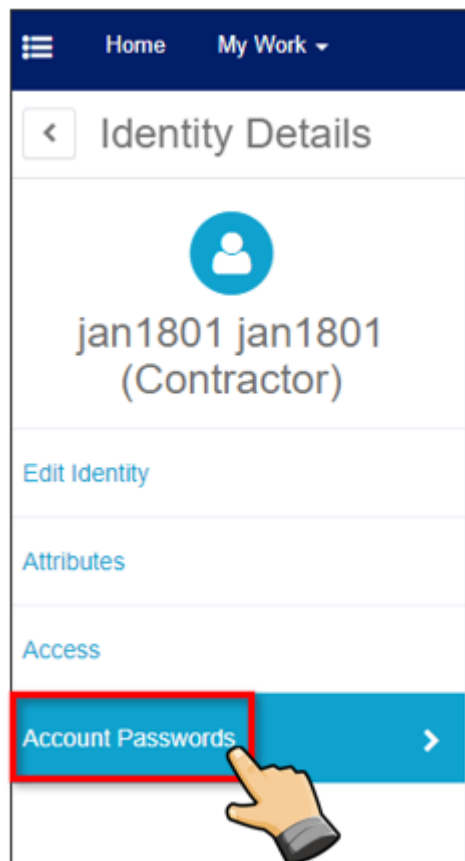 Home My Work
Identity Details
jan1801 jan1801
(Contractor)
Edit Identity
Attributes
Access
Account Passwords